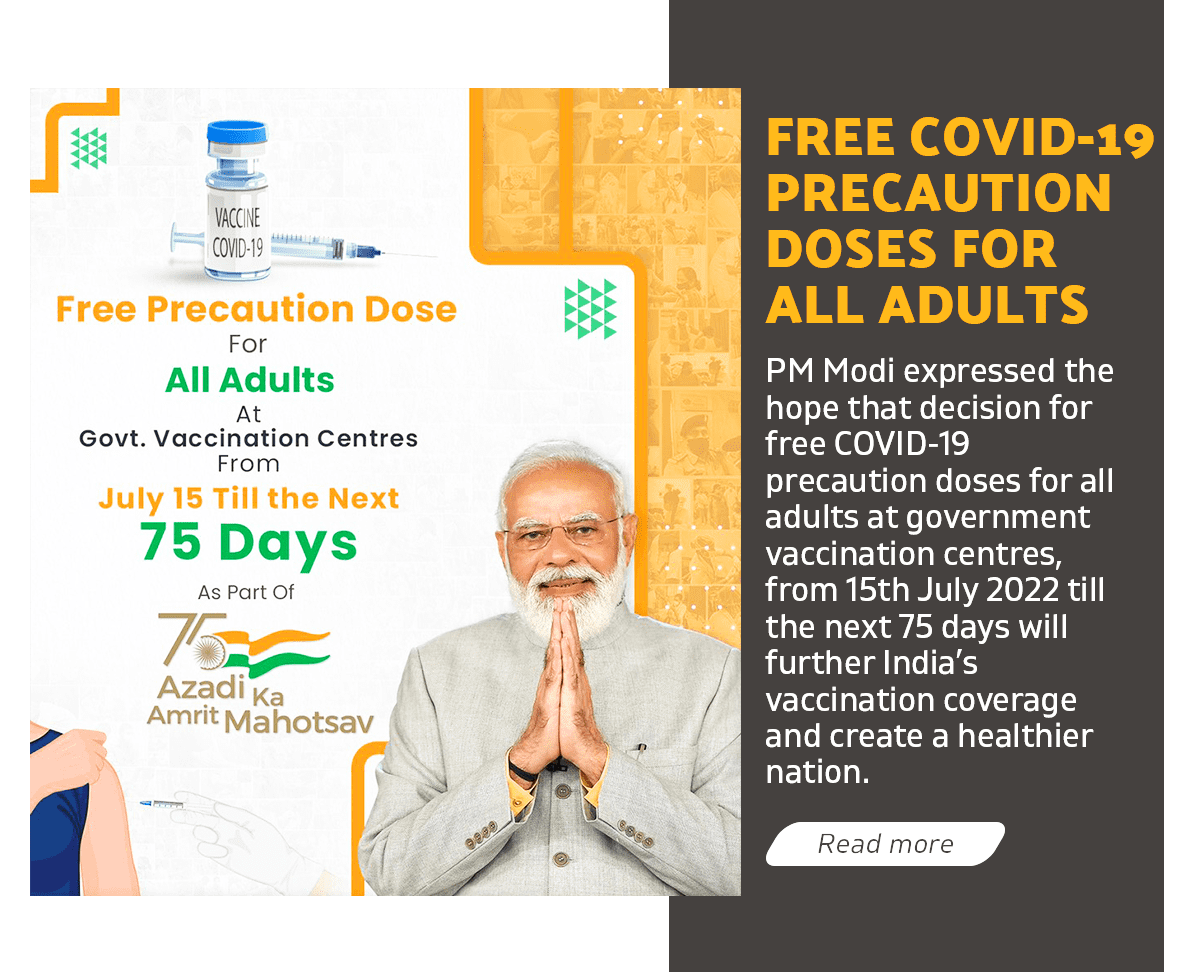 VACCINE
COVID-19
Free Precaution Dose
For
All Adults
At
Govt. Vaccination Centres
From
July 15 Till the Next
75 Days
As Part Of
75
Azadi Ka
Amrit Mahotsav
FREE COVID-19
PRECAUTION
DOSES FOR
ALL ADULTS
PM Modi expressed the
hope that decision for
free COVID-19
precaution doses for all
adults at government
vaccination centres,
from 15th July 2022 till
the next 75 days will
further India’s
vaccination coverage
and create a healthier
nation.
Read more